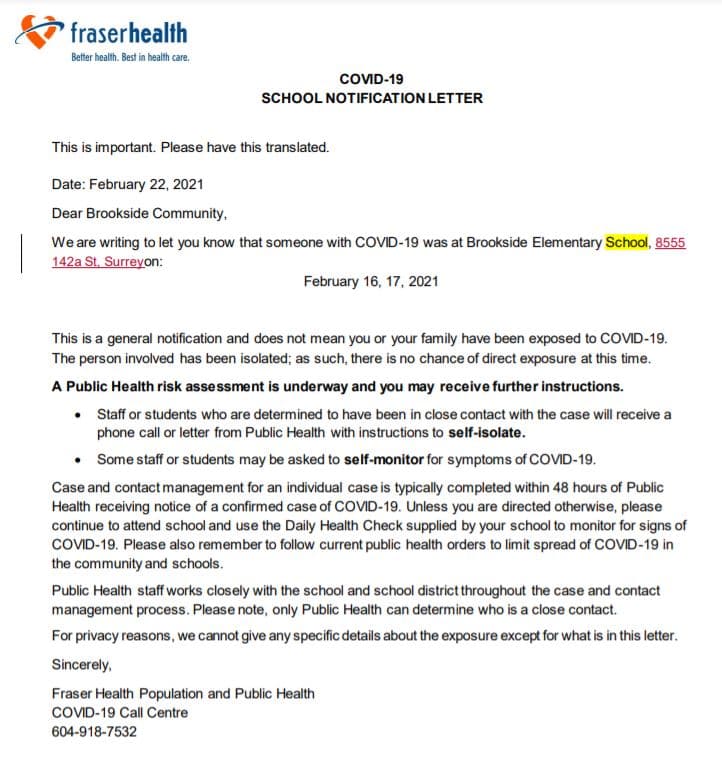 fraserhealth
Better health. Best in health care.
COVID-19
SCHOOL NOTIFICATION LETTER
This is important. Please have this translated.
Date: February 22, 2021
Dear Brookside Community,
We are writing to let you know that someone with COVID-19 was at Brookside Elementary School, 8555
142a St, Surreyon:
February 16, 17, 2021
This is a general notification and does not mean you or your family have been exposed to COVID-19.
The person involved has been isolated; as such, there is no chance of direct exposure at this time.
A Public Health risk assessment is underway and you may receive further instructions.
• Staff or students who are determined to have been in close contact with the case will receive a
phone call or letter from Public Health with instructions to self-isolate.
• Some staff or students may be asked to self-monitor for symptoms of COVID-19.
Case and contact management for an individual case is typically completed within 48 hours of Public
Health receiving notice of a confirmed case of COVID-19. Unless you are directed otherwise, please
continue to attend school and use the Daily Health Check supplied by your school to monitor for signs of
COVID-19. Please also remember to follow current public health orders to limit spread of COVID-19 in
the community and schools.
Public Health staff works closely with the school and school district throughout the case and contact
management process. Please note, only Public Health can determine who is a close contact.
For privacy reasons, we cannot give any specific details about the exposure except for what is in this letter.
Sincerely,
Fraser Health Population and Public Health
COVID-19 Call Centre
604-918-7532